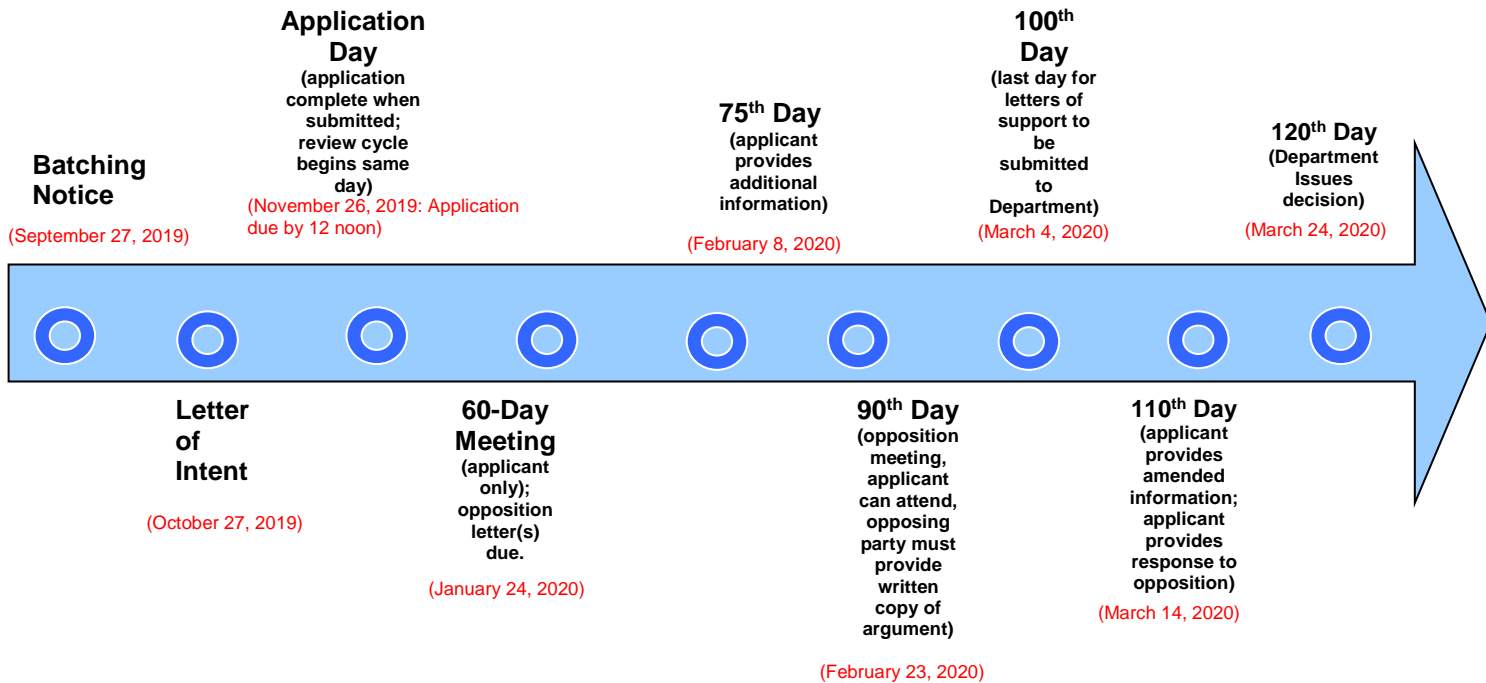 Batching
Notice
(September 27, 2019)
Letter
of
Intent
(October 27, 2019)
Application
Day
(application
complete when
submitted;
review cycle
begins same
day)
(November 26, 2019: Application
due by 12 noon)
60-Day
Meeting
(applicant
only);
opposition
letter(s)
due.
(January 24, 2020)
75th Day
(applicant
provides
additional
information)
(February 8, 2020)
90th Day
(opposition
meeting,
applicant
can attend,
opposing
party must
provide
written
copy of
argument)
(February 23, 2020)
100th
Day
(last day for
letters of
support to
be
submitted
to
Department)
(March 4, 2020)
110th Day
(applicant
provides
amended
information;
applicant
provides
response to
opposition)
(March 14, 2020)
120th Day
(Department
Issues
decision)
(March 24, 2020)